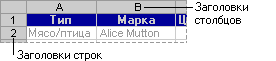 A B Заголовки
столбцов
1 Тип Марка Ц
2 Мясо/птица Alice Mutton
Заголовки строк